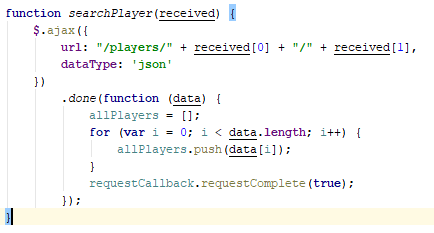 function searchPlayer(received) {
    $.ajax({
        url: "/players/" + received[0] + "/" + received[1],
        dataType: 'json'
    })
        .done(function (data) {
            allPlayers = [];
            for (var i = 0; i < data.length; i++) {
                allPlayers.push(data[i]);
            }
            requestCallback.requestComplete(true);
        });
}